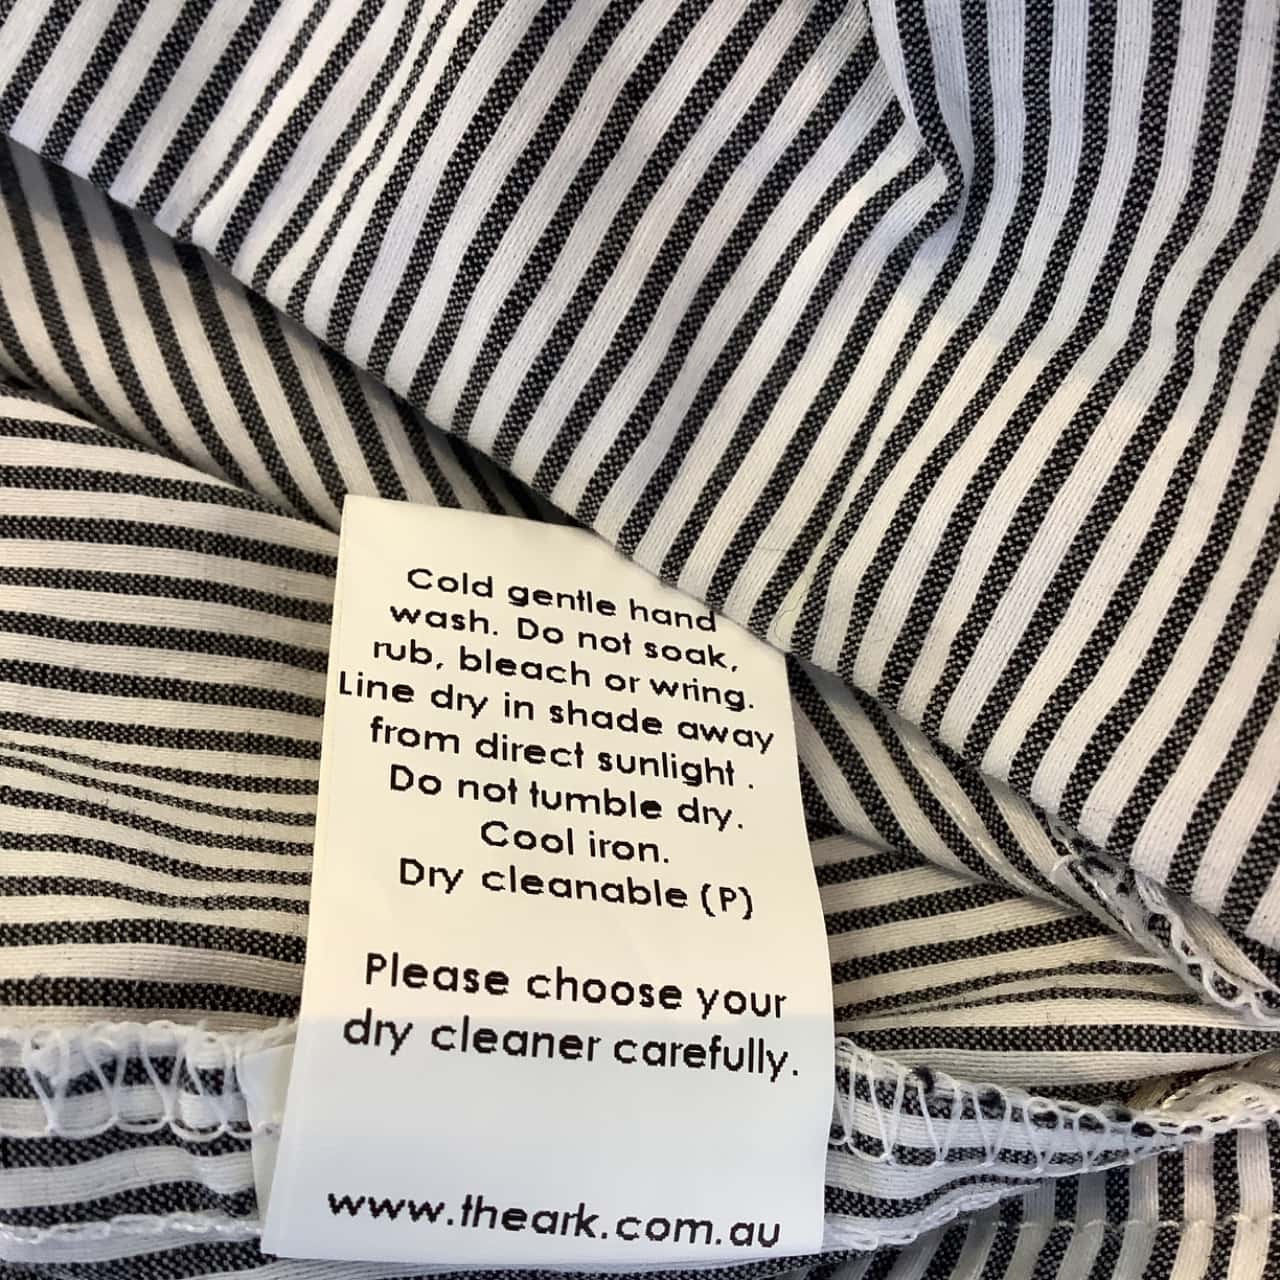 Cold gentle hand
wash. Do not soak,
rub, bleach or wring.
Line dry in shade away
from direct sunlight .
Do not tumble dry.
Cool iron.
Dry cleanable (P)
Please choose your
dry cleaner carefully.
www.theark.com.au